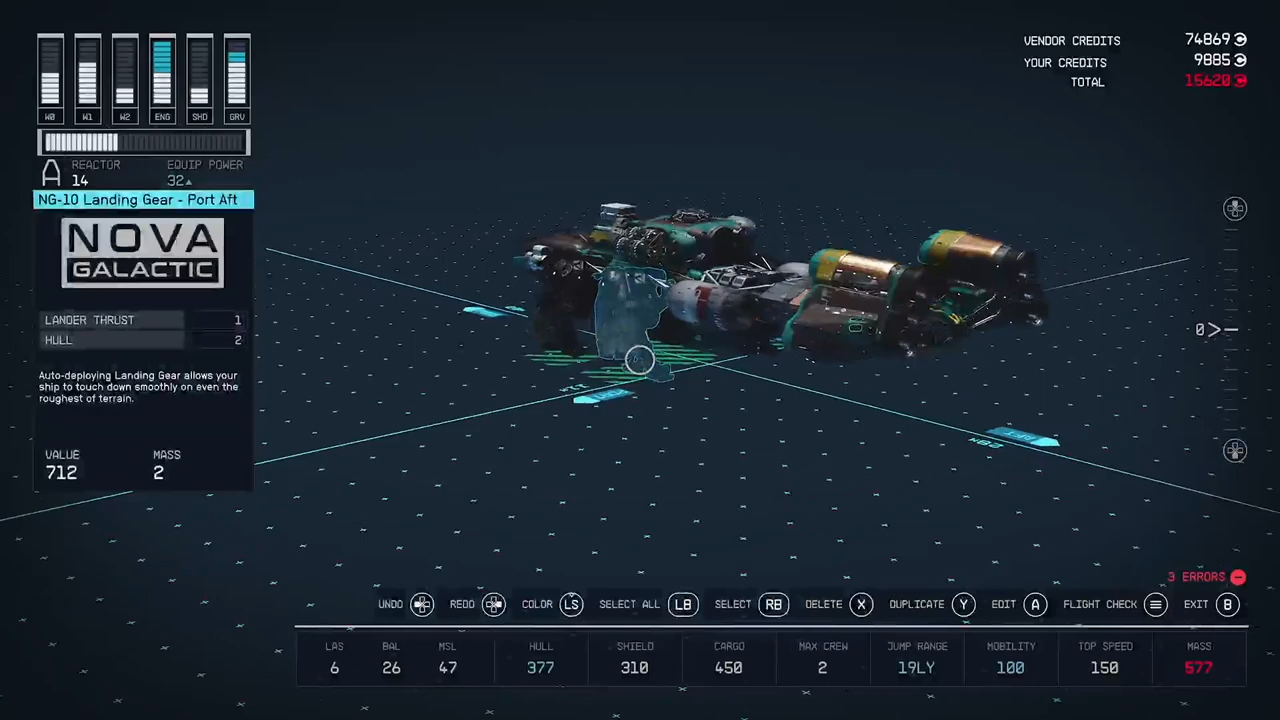 VENDOR CREDITS 74869
YOUR CREDITS 9885
TOTAL 15620
W0 W1 W2 ENG SHD GRV
A REACTOR 14 EQUIP POWER 32
NG-10 Landing Gear - Port Aft
NOVA
GALACTIC
LANDER THRUST 1
HULL 2
Auto-deploying Landing Gear allows your
ship to touch down smoothly on even the
roughest of terrain.
VALUE MASS
712 2
0
3 ERRORS
UNDO REDO COLOR LS SELECT ALL LB SELECT RB DELETE X DUPLICATE Y EDIT A FLIGHT CHECK EXIT B
LAS BAL MSL HULL SHIELD CARGO MAX CREW JUMP RANGE MOBILITY TOP SPEED MASS
6 26 47 377 310 450 2 19LY 100 150 577